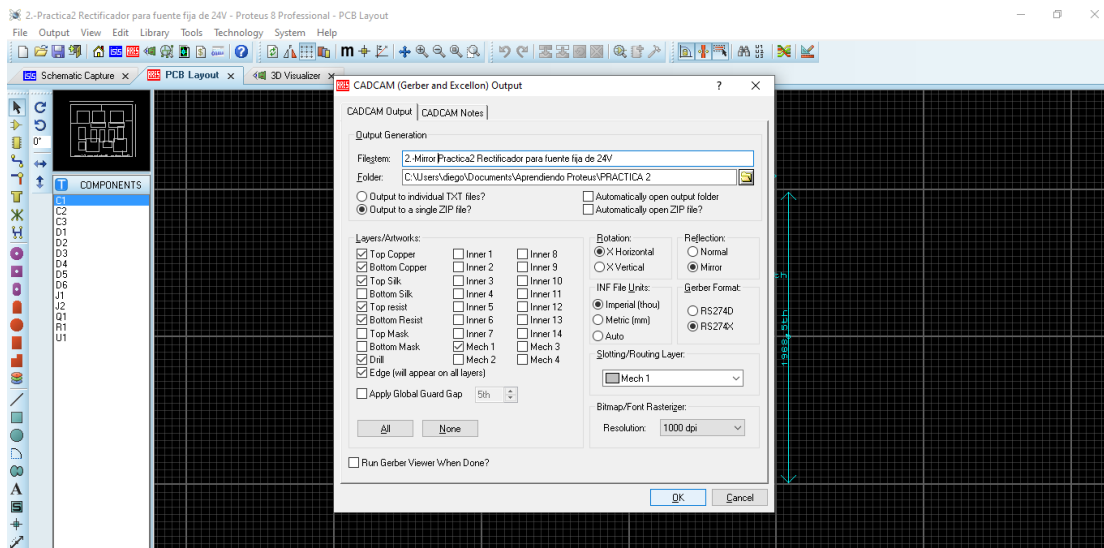 2.-Practica2 Rectificador para fuente fija de 24V - Proteus 8 Professional - PCB Layout
File Output View Edit Library Tools Technology System Help
Schematic Capture x PCB Layout x 3D Visualizer x
CADCAM (Gerber and Excellon) Output ? X
CADCAM Output CADCAM Notes
Output Generation
Filestem: 2.-Mirror Practica2 Rectificador para fuente fija de 24V
Folder: C:\Users\diego\Documents\Aprendiendo Proteus\PRACTICA 2
Output to individual TXT files? Automatically open output folder
Output to a single ZIP file? Automatically open ZIP file?
Layers/Artworks:
Top Copper Inner 1 Inner 8
Bottom Copper Inner 2 Inner 9
Top Silk Inner 3 Inner 10
Bottom Silk Inner 4 Inner 11
Top resist Inner 5 Inner 12
Bottom Resist Inner 6 Inner 13
Top Mask Inner 7 Inner 14
Bottom Mask Mech 1 Mech 3
Drill Mech 2 Mech 4
Edge (will appear on all layers)
Apply Global Guard Gap 5th
All None
Run Gerber Viewer When Done?
Rotation:
X Horizontal
X Vertical
Reflection:
Normal
Mirror
INF File Units:
Imperial (thou)
Metric (mm)
Auto
Gerber Format:
RS274D
RS274X
Slotting/Routing Layer:
Mech 1
Bitmap/Font Rasterizer:
Resolution: 1000 dpi
OK Cancel
0°
T COMPONENTS
C1
C2
C3
D1
D2
D3
D4
D5
D6
J1
J2
Q1
R1
U1
A
S
th
1968.5th